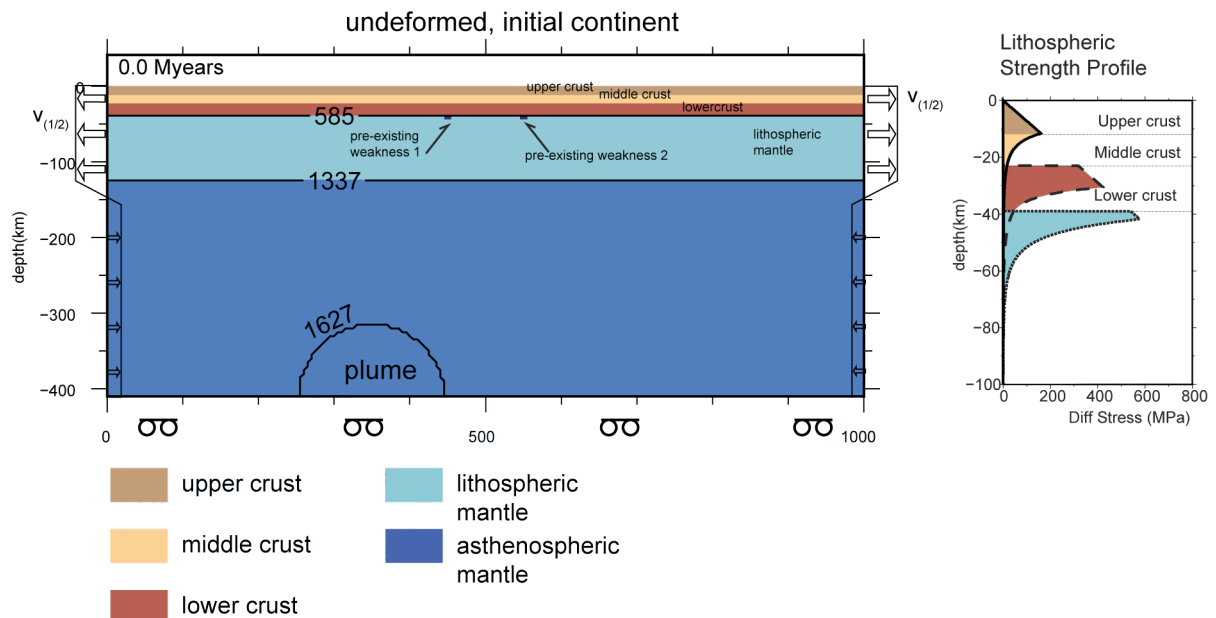 undeformed, initial continent
0.0 Myears
0
−100
−200
−300
−400
depth(km)
v(1/2)
v(1/2)
upper crust
middle crust
lowercrust
585
pre-existing
weakness 1
pre-existing weakness 2
lithospheric
mantle
1337
1627
plume
0
500
1000
upper crust
middle crust
lower crust
lithospheric
mantle
asthenospheric
mantle
Lithospheric
Strength Profile
0
−20
−40
−60
−80
−100
depth(km)
Upper crust
Middle crust
Lower crust
0
200
400
600
800
Diff Stress (MPa)